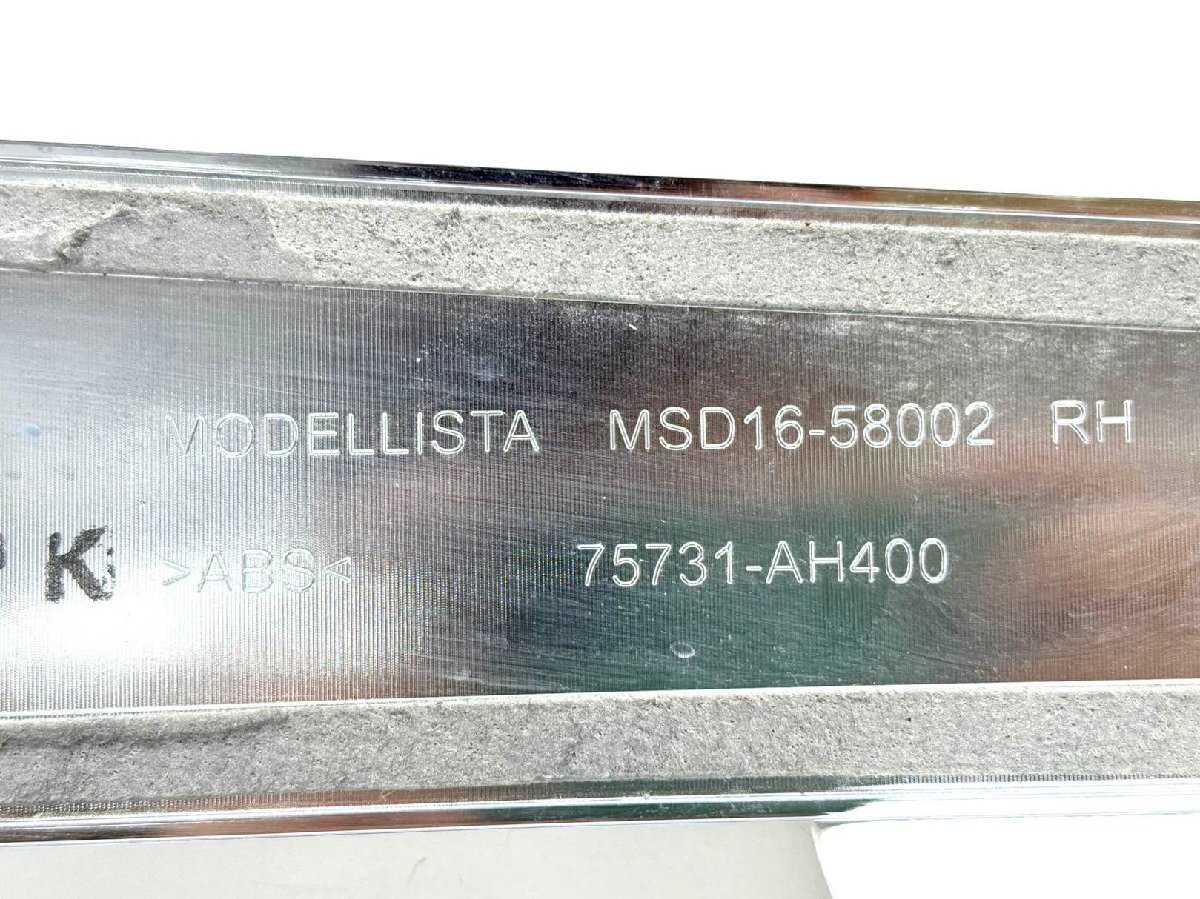 MODELLISTA MSD16-58002 RH
K >ABS< 75731-AH400